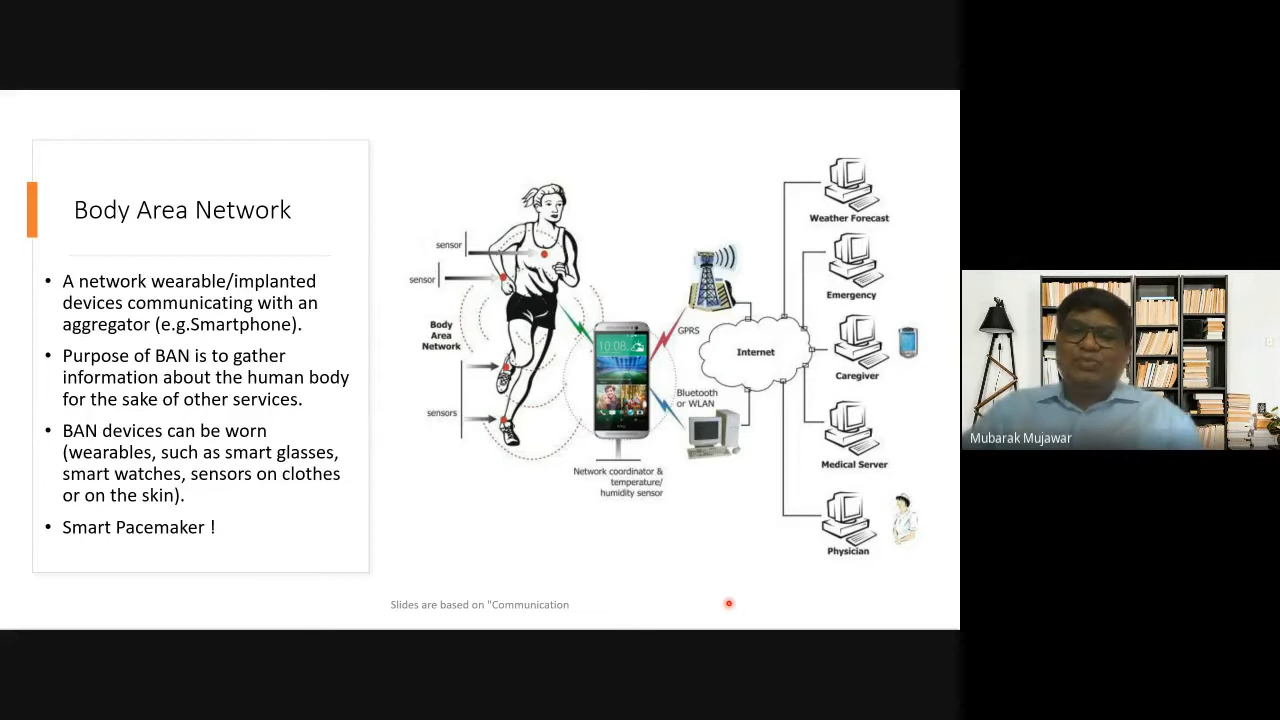 Body Area Network
• A network wearable/implanted
devices communicating with an
aggregator (e.g.Smartphone).
• Purpose of BAN is to gather
information about the human body
for the sake of other services.
• BAN devices can be worn
(wearables, such as smart glasses,
smart watches, sensors on clothes
or on the skin).
• Smart Pacemaker !
sensor
sensor
Body
Area
Network
sensors
10:08
Network coordinator &
temperature/
humidity sensor
GPRS
Bluetooth
or WLAN
Internet
Weather Forecast
Emergency
Caregiver
Medical Server
Physician
Slides are based on "Communication
Mubarak Mujawar